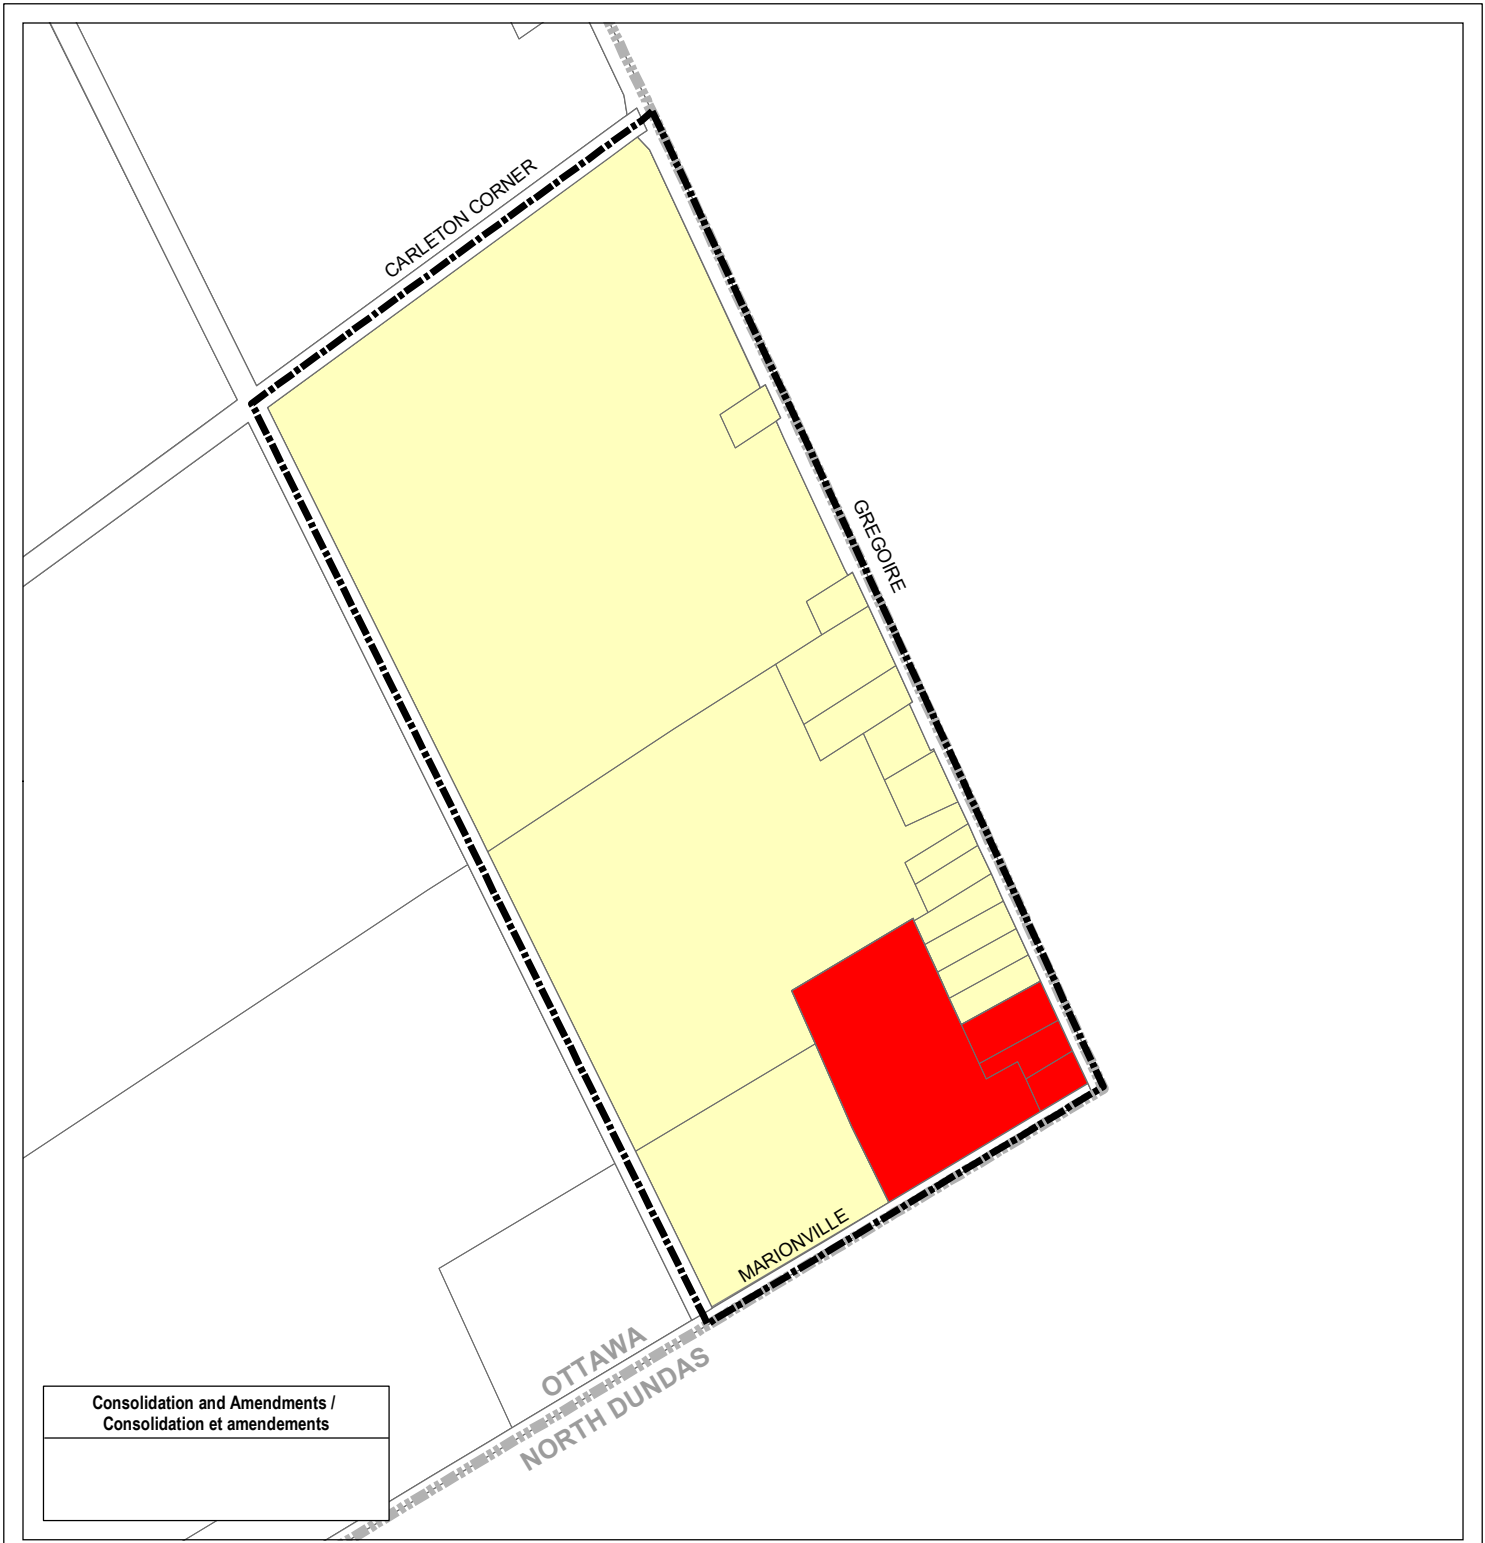 CARLETON CORNER
GREGOIRE
MARIONVILLE
OTTAWA
NORTH DUNDAS
Consolidation and Amendments /
Consolidation et amendements